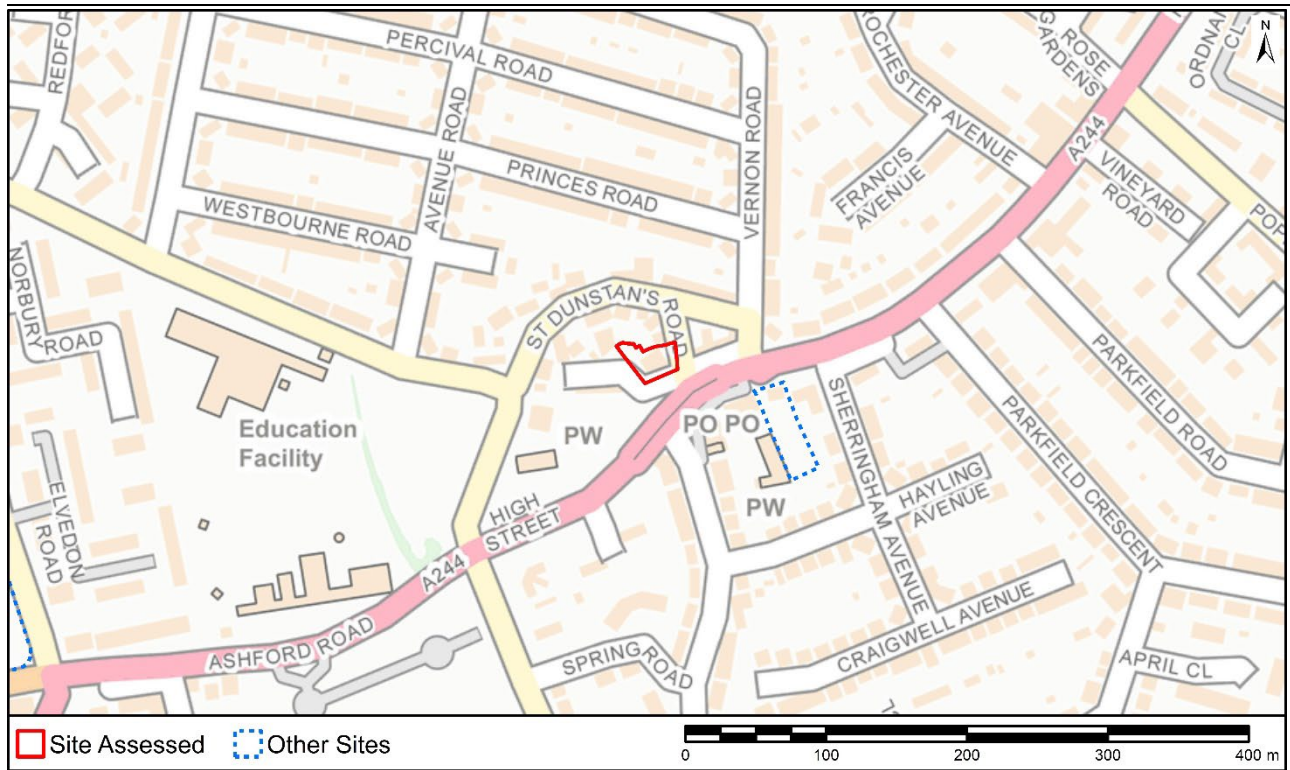 N
REDFOR
PERCIVAL ROAD
AVENUE ROAD
PRINCES ROAD
WESTBOURNE ROAD
VERNON ROAD
ROCHESTER AVENUE
FRANCIS
AVENUE
ROSE
GARDENS
ORDNA
CL
A244
VINEYARD
ROAD
POP
NORBURY
ROAD
ST DUNSTAN'S
ROAD
Education
Facility
PW
PO PO
PW
HIGH
STREET
A244
ELVEDON
ROAD
ASHFORD ROAD
SPRING ROAD
SHERRINGHAM AVENUE
HAYLING
AVENUE
CRAIGWELL AVENUE
PARKFIELD ROAD
PARKFIELD CRESCENT
APRIL CL
Site Assessed
Other Sites
0
100
200
300
400 m